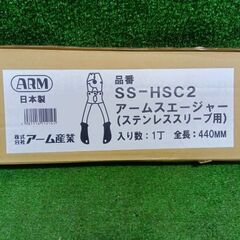 ARM
日本製
株式会社アーム産業
品番
SS-HSC2
アームスエージャー
(ステンレススリーブ用)
入り数:1丁 全長:440MM